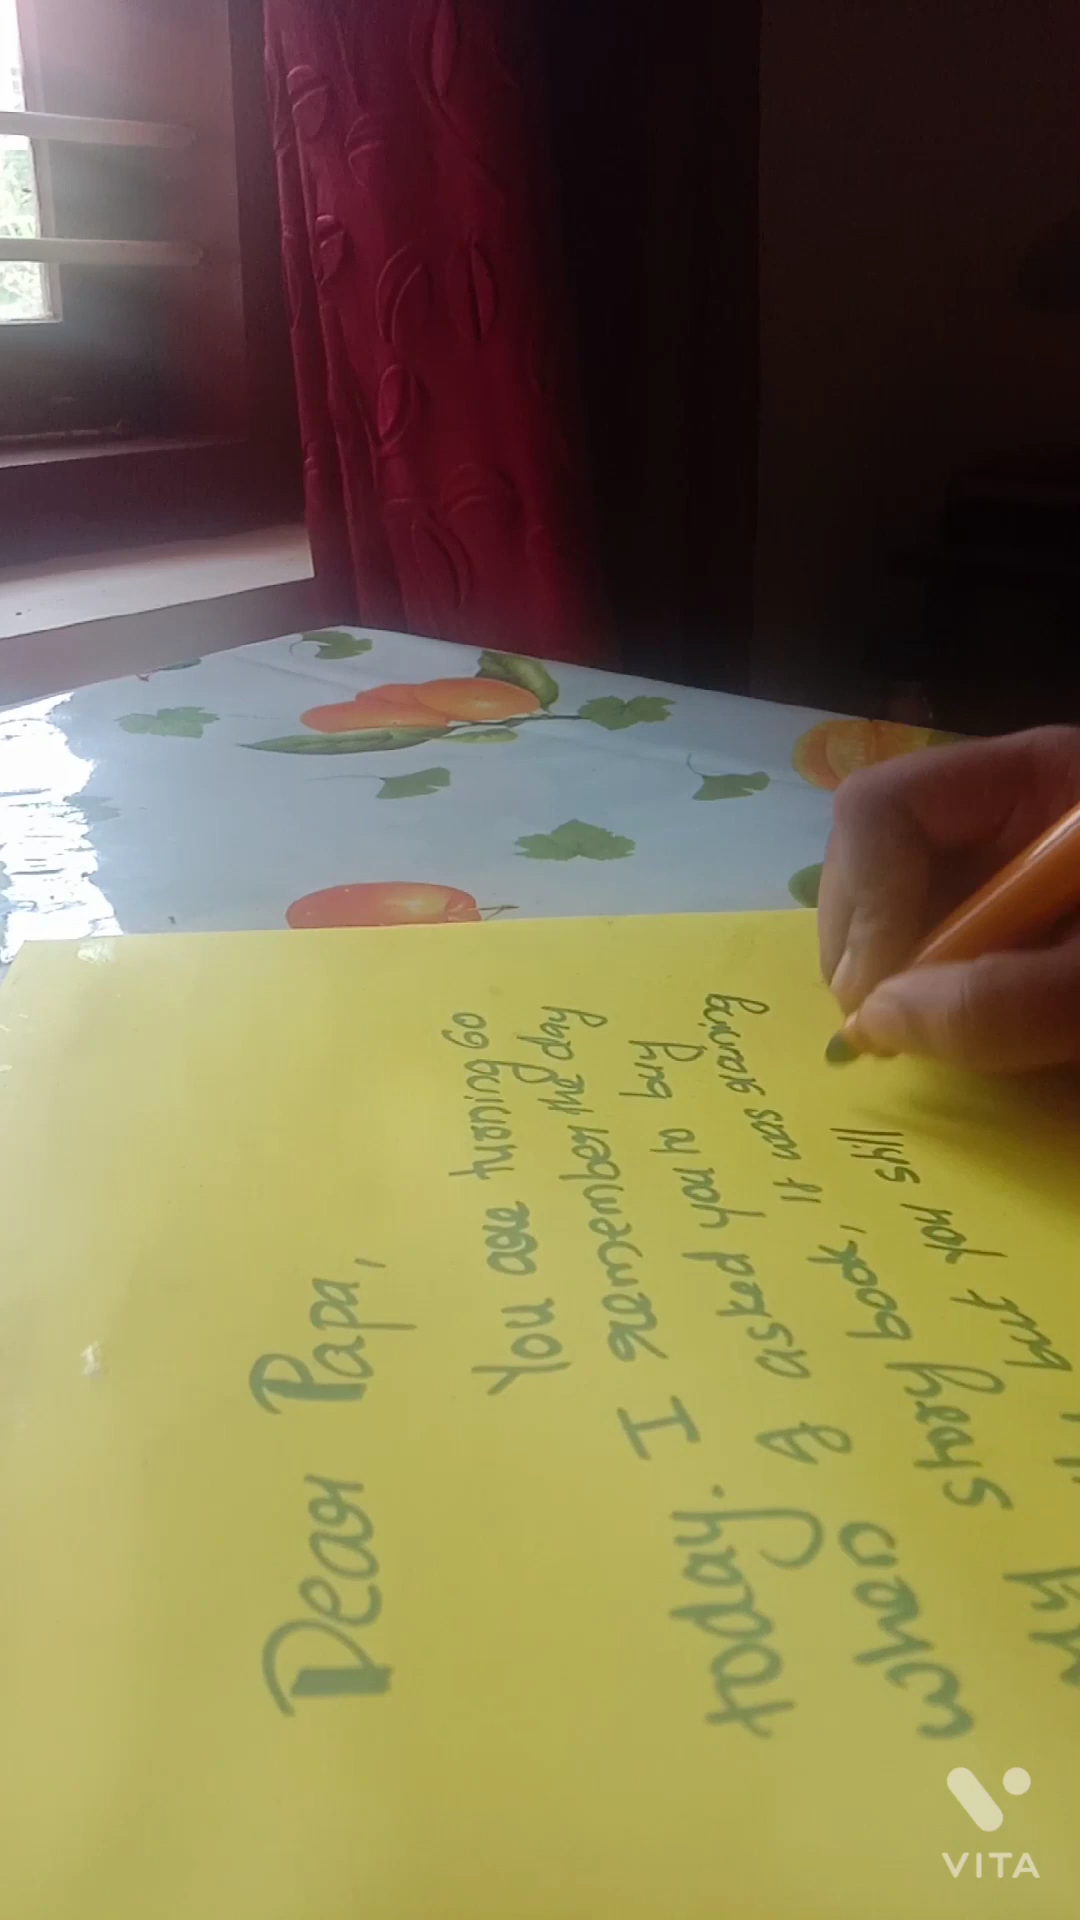 Dear Papa,
You are turning 60
today. I remember the day
when I asked you to buy
story book, it was raining
but you still
VITA